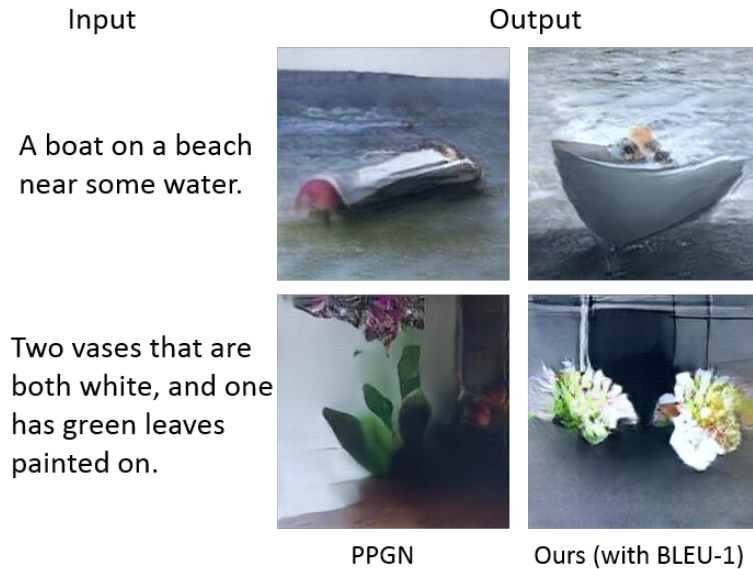 Input
Output
A boat on a beach
near some water.
Two vases that are
both white, and one
has green leaves
painted on.
PPGN
Ours (with BLEU-1)